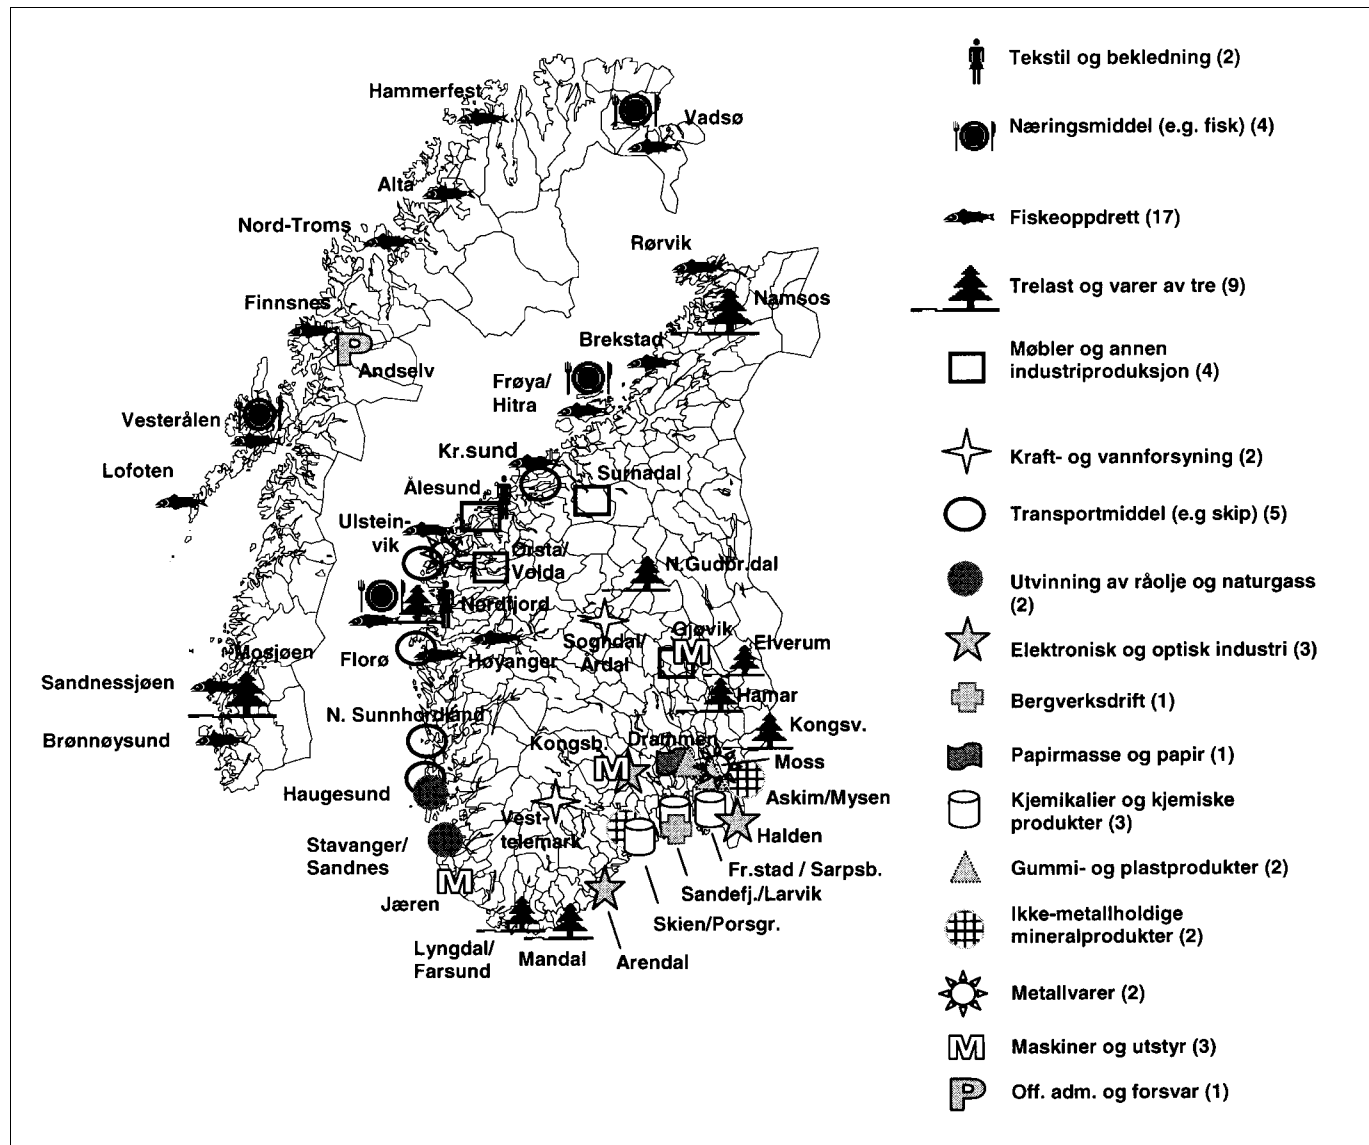 Hammerfest
Vadsø
Alta
Nord-Troms
Rørvik
Finnsnes
Namsos
Brekstad
P
Andselv
Frøya/
Hitra
Vesterålen
Kr.sund
Lofoten
Surnadal
Ålesund
Ulstein-
vik
Ørsta/
Volda
N.Gudbr.dal
Nordfjord
Soghdal/
Årdal
Gjøvik
M
Elverum
Florø
Høyanger
Mosjøen
Sandnessjøen
Hamar
N. Sunnhordland
Kongsv.
Brønnøysund
Kongsb.
Drammen
M
Moss
Haugesund
Askim/Mysen
Vest-
telemark
Halden
Stavanger/
Sandnes
Fr.stad / Sarpsb.
M
Jæren
Sandefj./Larvik
Skien/Porsgr.
Lyngdal/
Farsund
Mandal
Arendal
Tekstil og bekledning (2)
Næringsmiddel (e.g. fisk) (4)
Fiskeoppdrett (17)
Trelast og varer av tre (9)
Møbler og annen
industriproduksjon (4)
Kraft- og vannforsyning (2)
Transportmiddel (e.g skip) (5)
Utvinning av råolje og naturgass
(2)
Elektronisk og optisk industri (3)
Bergverksdrift (1)
Papirmasse og papir (1)
Kjemikalier og kjemiske
produkter (3)
Gummi- og plastprodukter (2)
Ikke-metallholdige
mineralprodukter (2)
Metallvarer (2)
M Maskiner og utstyr (3)
P Off. adm. og forsvar (1)